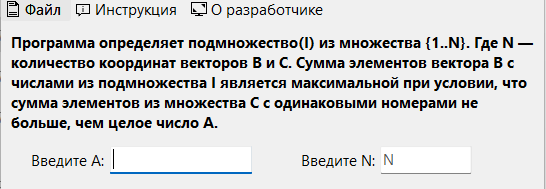 Файл Инструкция О разработчике
Программа определяет подмножество(I) из множества {1..N}. Где N —
количество координат векторов B и C. Сумма элементов вектора B с
числами из подмножества I является максимальной при условии, что
сумма элементов из множества C с одинаковыми номерами не
больше, чем целое число A.
Введите A: Введите N: N